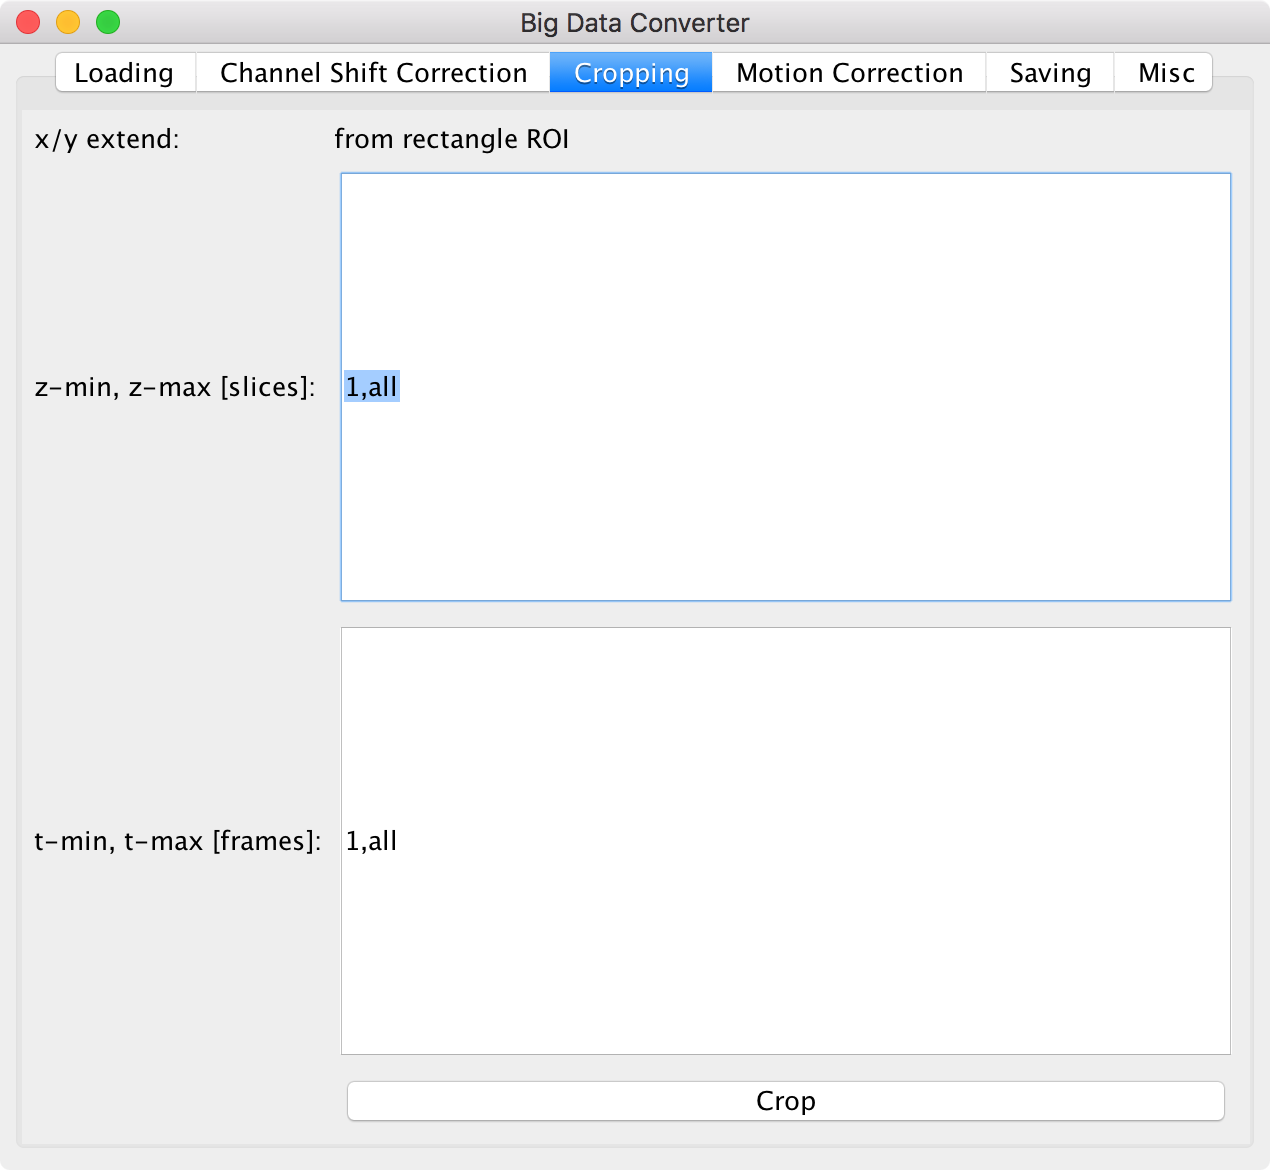 Big Data Converter
Loading Channel Shift Correction Cropping Motion Correction Saving Misc
x/y extend: from rectangle ROI
z-min, z-max [slices]: 1,all
t-min, t-max [frames]: 1,all
Crop